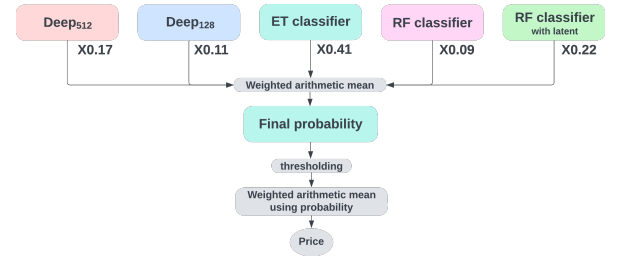 Deep512
Deep128
ET classifier
RF classifier
RF classifier
with latent
X0.17
X0.11
X0.41
X0.09
X0.22
Weighted arithmetic mean
Final probability
thresholding
Weighted arithmetic mean
using probability
Price